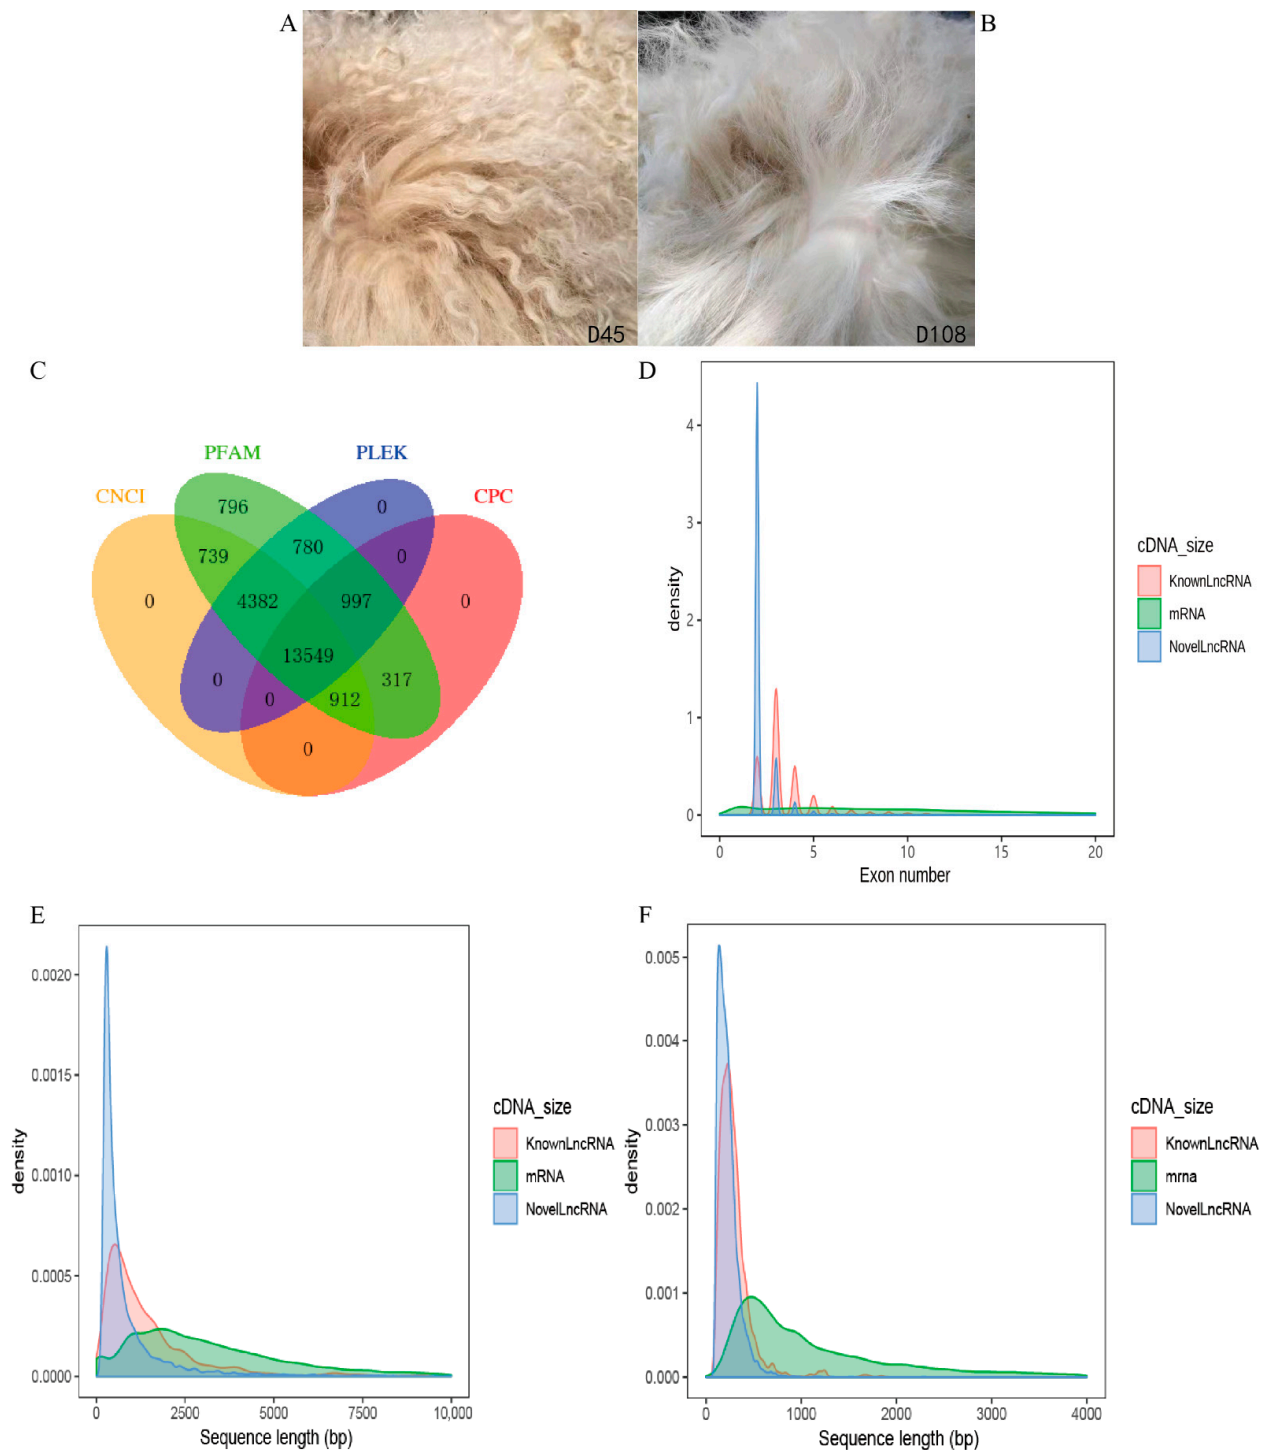 A
B
D45
D108
C
PFAM
PLEK
CNCI
CPC
796
0
739
780
0
0
4382
997
0
13549
0
0
912
317
0
D
4
3
2
1
0
density
0
5
10
15
20
Exon number
cDNA_size
KnownLncRNA
mRNA
NovelLncRNA
E
0.0020
0.0015
0.0010
0.0005
0.0000
density
0
2500
5000
7500
10,000
Sequence length (bp)
cDNA_size
KnownLncRNA
mRNA
NovelLncRNA
F
0.005
0.004
0.003
0.002
0.001
0.000
density
0
1000
2000
3000
4000
Sequence length (bp)
cDNA_size
KnownLncRNA
mrna
NovelLncRNA